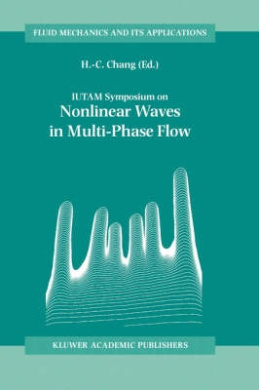 FLUID MECHANICS AND ITS APPLICATIONS
H.-C. Chang (Ed.)
IUTAM Symposium on
Nonlinear Waves
in Multi-Phase Flow
KLUWER ACADEMIC PUBLISHERS